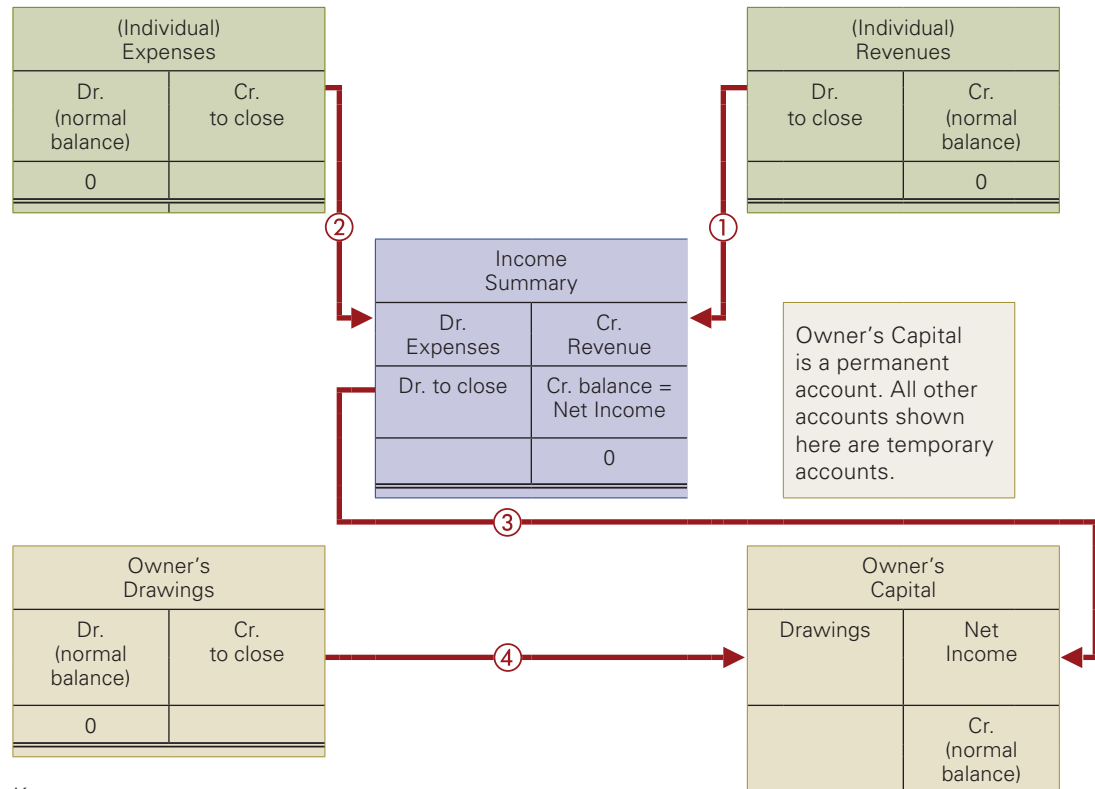 (Individual)
Expenses
Dr.
(normal
balance)
Cr.
to close
0
(Individual)
Revenues
Dr.
to close
Cr.
(normal
balance)
0
2
1
Income
Summary
Dr.
Expenses
Cr.
Revenue
Dr. to close
Cr. balance =
Net Income
0
Owner's Capital
is a permanent
account. All other
accounts shown
here are temporary
accounts.
3
Owner's
Drawings
Dr.
(normal
balance)
Cr.
to close
0
4
Owner's
Capital
Drawings
Net
Income
Cr.
(normal
balance)